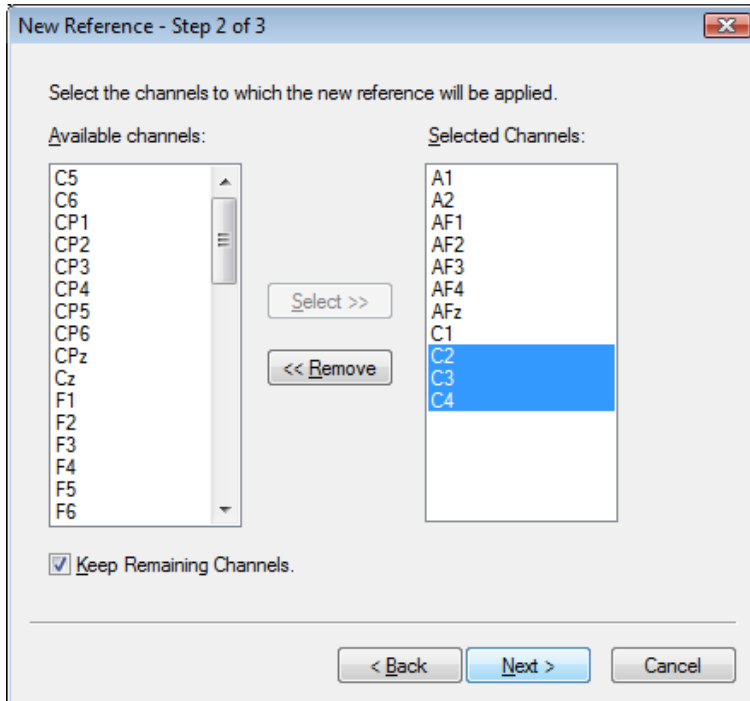 New Reference - Step 2 of 3
Select the channels to which the new reference will be applied.
Available channels:
C5
C6
CP1
CP2
CP3
CP4
CP5
CP6
CPz
Cz
F1
F2
F3
F4
F5
F6
Select >>
<< Remove
Selected Channels:
A1
A2
AF1
AF2
AF3
AF4
AFz
C1
C2
C3
C4
Keep Remaining Channels.
< Back
Next >
Cancel